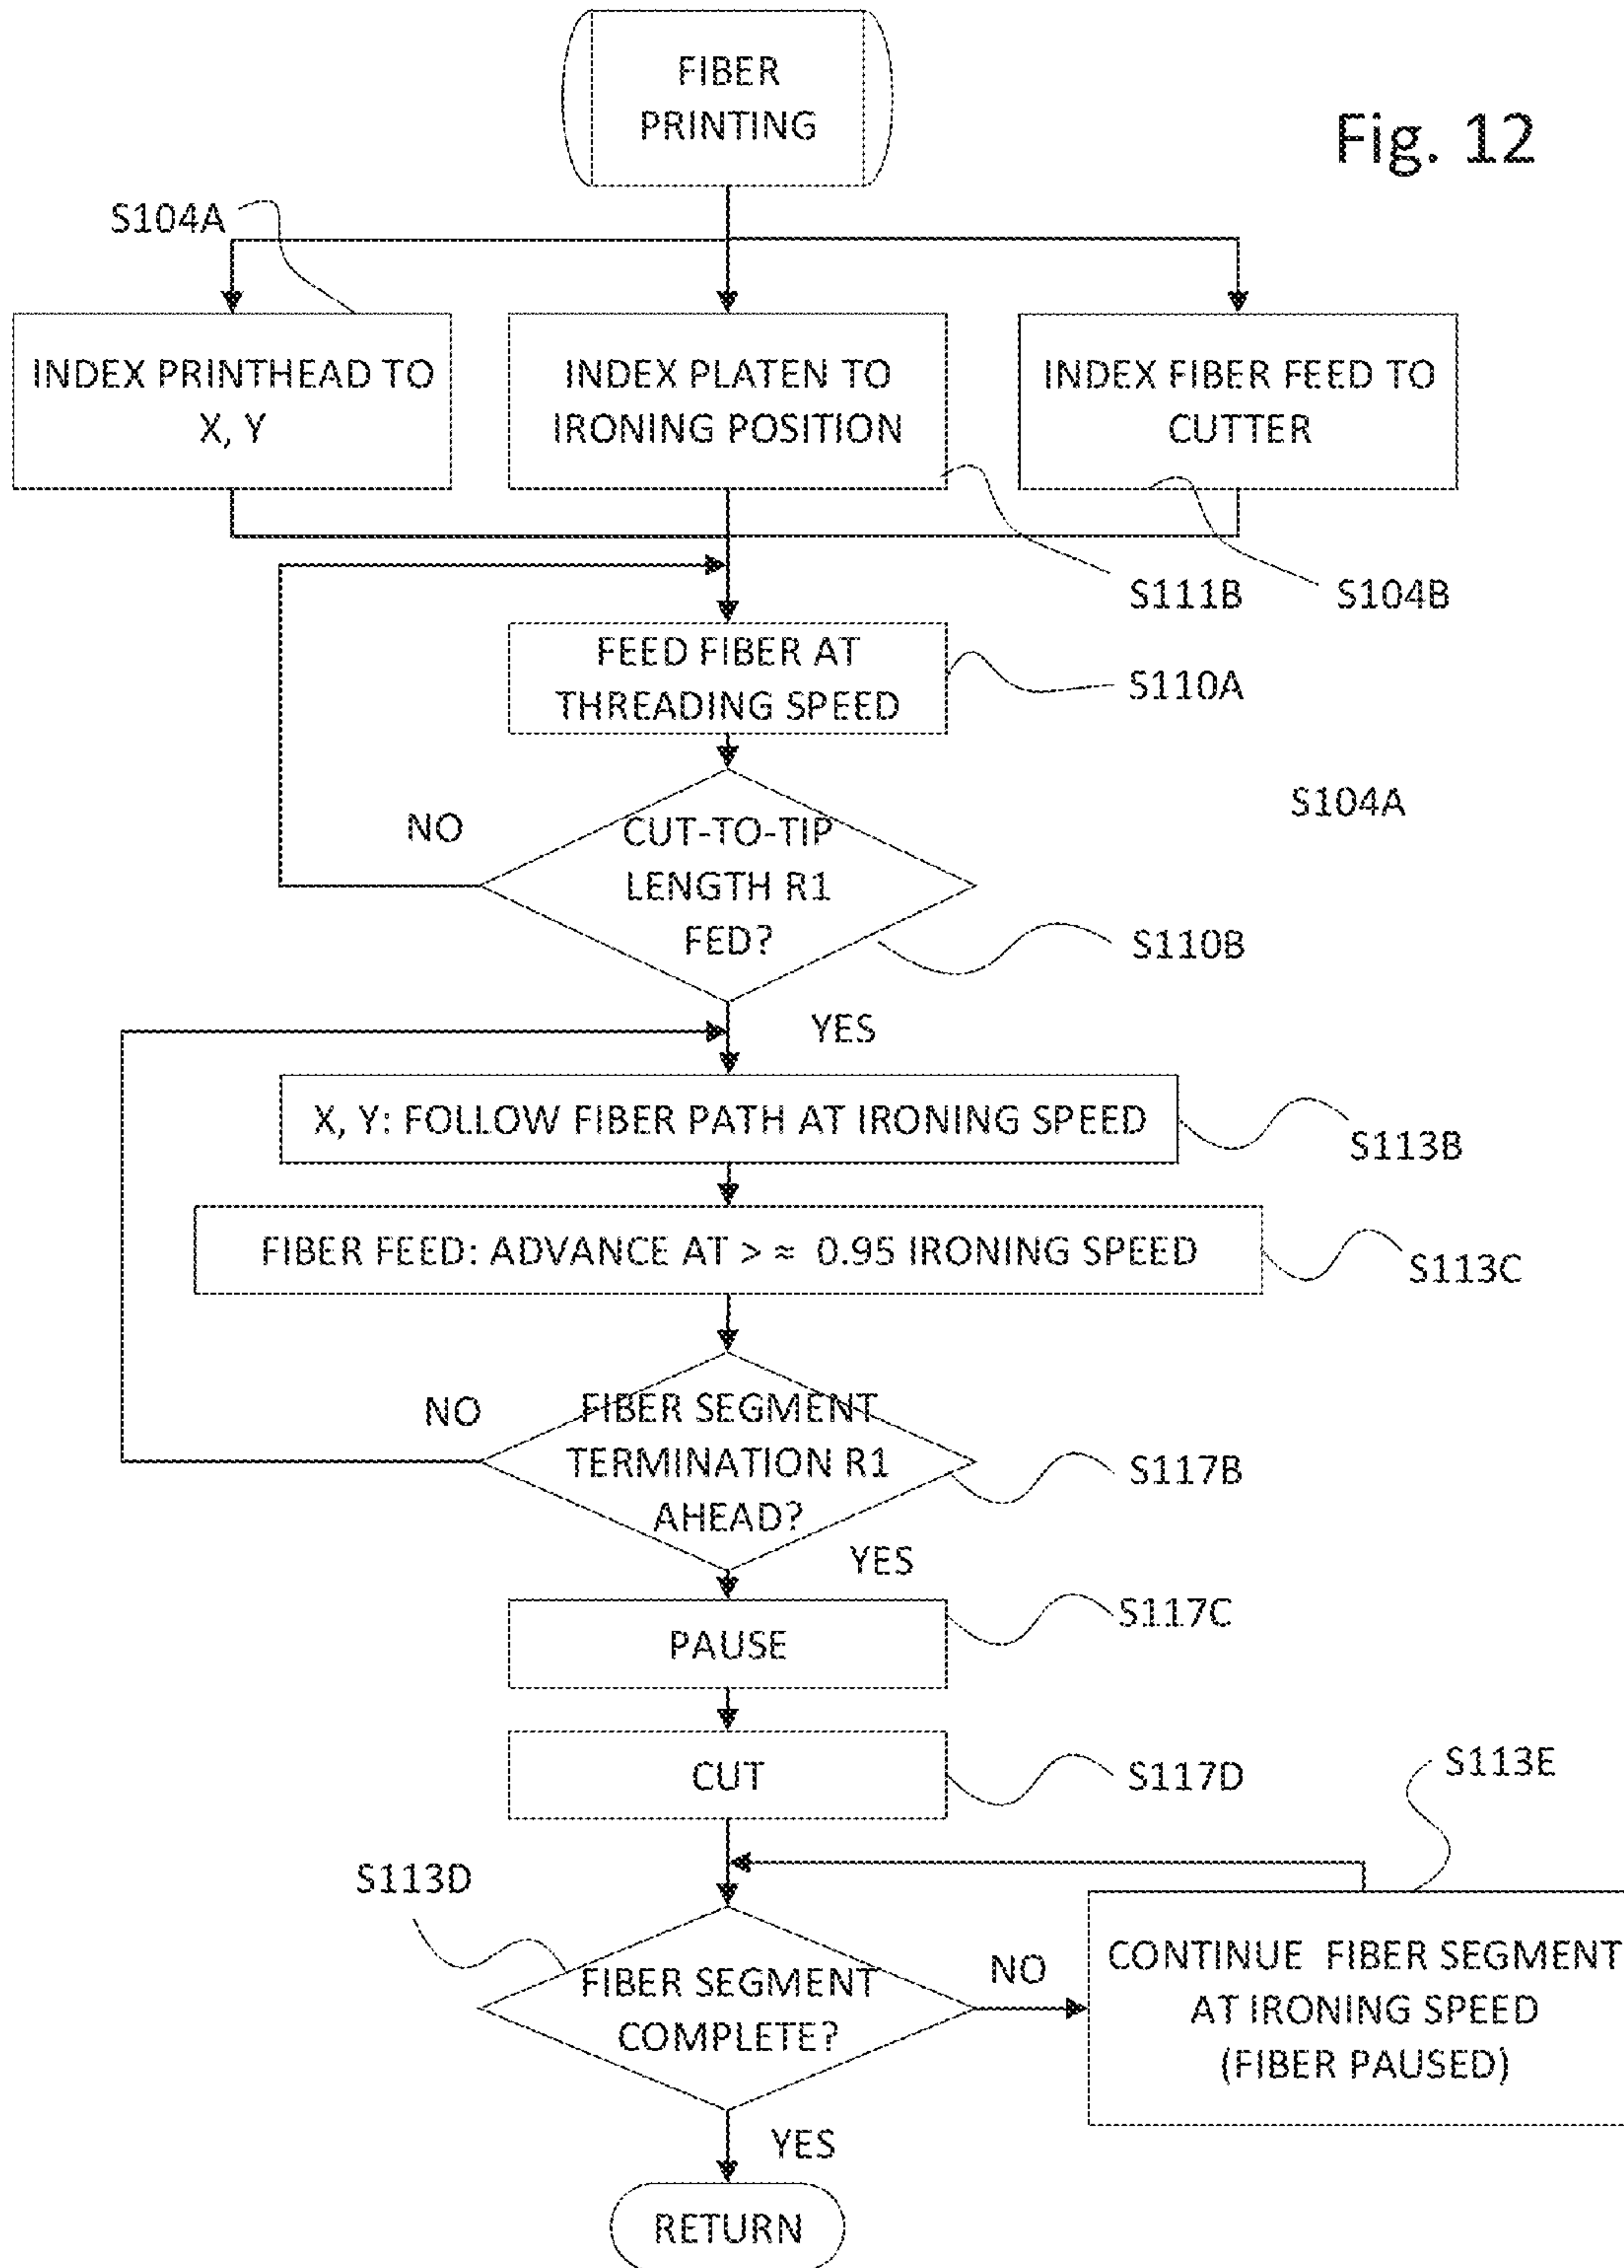 FIBER
PRINTING
Fig. 12
S104A
INDEX PRINTHEAD TO
X, Y
INDEX PLATEN TO
IRONING POSITION
INDEX FIBER FEED TO
CUTTER
S111B
S104B
FEED FIBER AT
THREADING SPEED
S110A
S104A
NO
CUT-TO-TIP
LENGTH R1
FED?
S110B
YES
X, Y: FOLLOW FIBER PATH AT IRONING SPEED
S113B
FIBER FEED: ADVANCE AT > ≈ 0.95 IRONING SPEED
S113C
NO
FIBER SEGMENT
TERMINATION R1
AHEAD?
S117B
YES
PAUSE
S117C
CUT
S117D
S113E
S113D
FIBER SEGMENT
COMPLETE?
NO
CONTINUE FIBER SEGMENT
AT IRONING SPEED
(FIBER PAUSED)
YES
RETURN